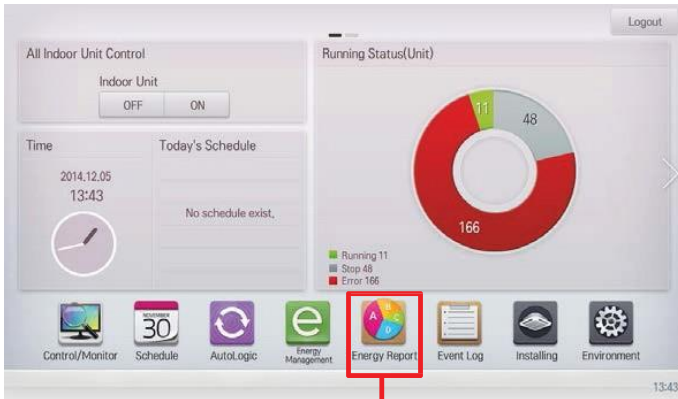 Logout
All Indoor Unit Control
Indoor Unit
OFF
ON
Time
2014.12.05
13:43
Today's Schedule
No schedule exist.
Running Status(Unit)
11
48
166
Running 11
Stop 48
Error 166
Control/Monitor
NOVEMBER
30
Schedule
AutoLogic
e
Energy
Management
A
B
C
D
Energy Report
Event Log
Installing
Environment
13:43